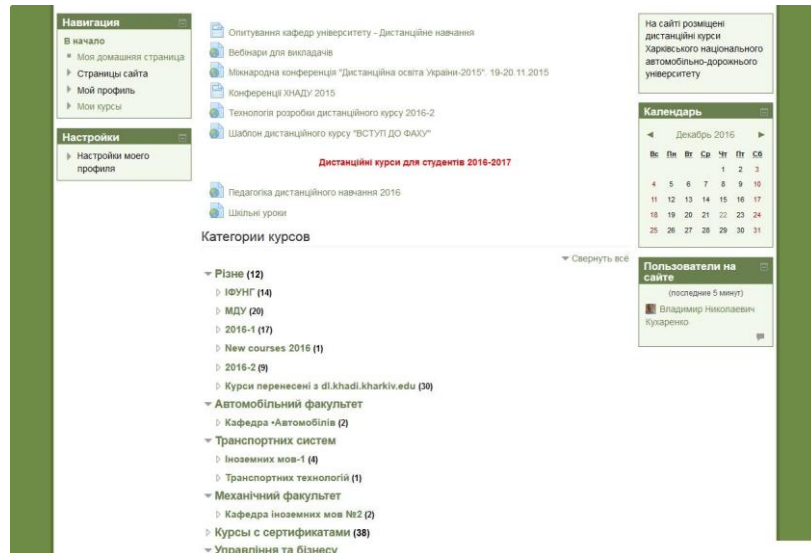 Навигация
В начало
Моя домашняя страница
Страницы сайта
Мой профиль
Мои курсы
Настройки
Настройки моего
профиля
Опитування кафедр університету - Дистанційне навчання
Вебінари для викладачів
Міжнародна конференція "Дистанційна освіта України-2015". 19-20.11.2015
Конференції ХНАДУ 2015
Технологія розробки дистанційного курсу 2016-2
Шаблон дистанційного курсу "ВСТУП ДО ФАХУ"
Дистанційні курси для студентів 2016-2017
Педагогіка дистанційного навчання 2016
Шкільні уроки
Категории курсов
Свернуть всё
Різне (12)
ІФУНГ (14)
МДУ (20)
2016-1 (17)
New courses 2016 (1)
2016-2 (9)
Курси перенесені з dl.khadi.kharkiv.edu (30)
Автомобільний факультет
Кафедра •Автомобілів (2)
Транспортних систем
Іноземних мов-1 (4)
Транспортних технологій (1)
Механічний факультет
Кафедра іноземних мов №2 (2)
Курсы с сертификатами (38)
Управління та бізнесу
На сайті розміщені
дистанційні курси
Харківського національного
автомобільно-дорожнього
університету
Календарь
◄ Декабрь 2016 ►
Вс Пн Вт Ср Чт Пт Сб
1 2 3
4 5 6 7 8 9 10
11 12 13 14 15 16 17
18 19 20 21 22 23 24
25 26 27 28 29 30 31
Пользователи на
сайте
(последние 5 минут)
Владимир Николаевич
Кухаренко